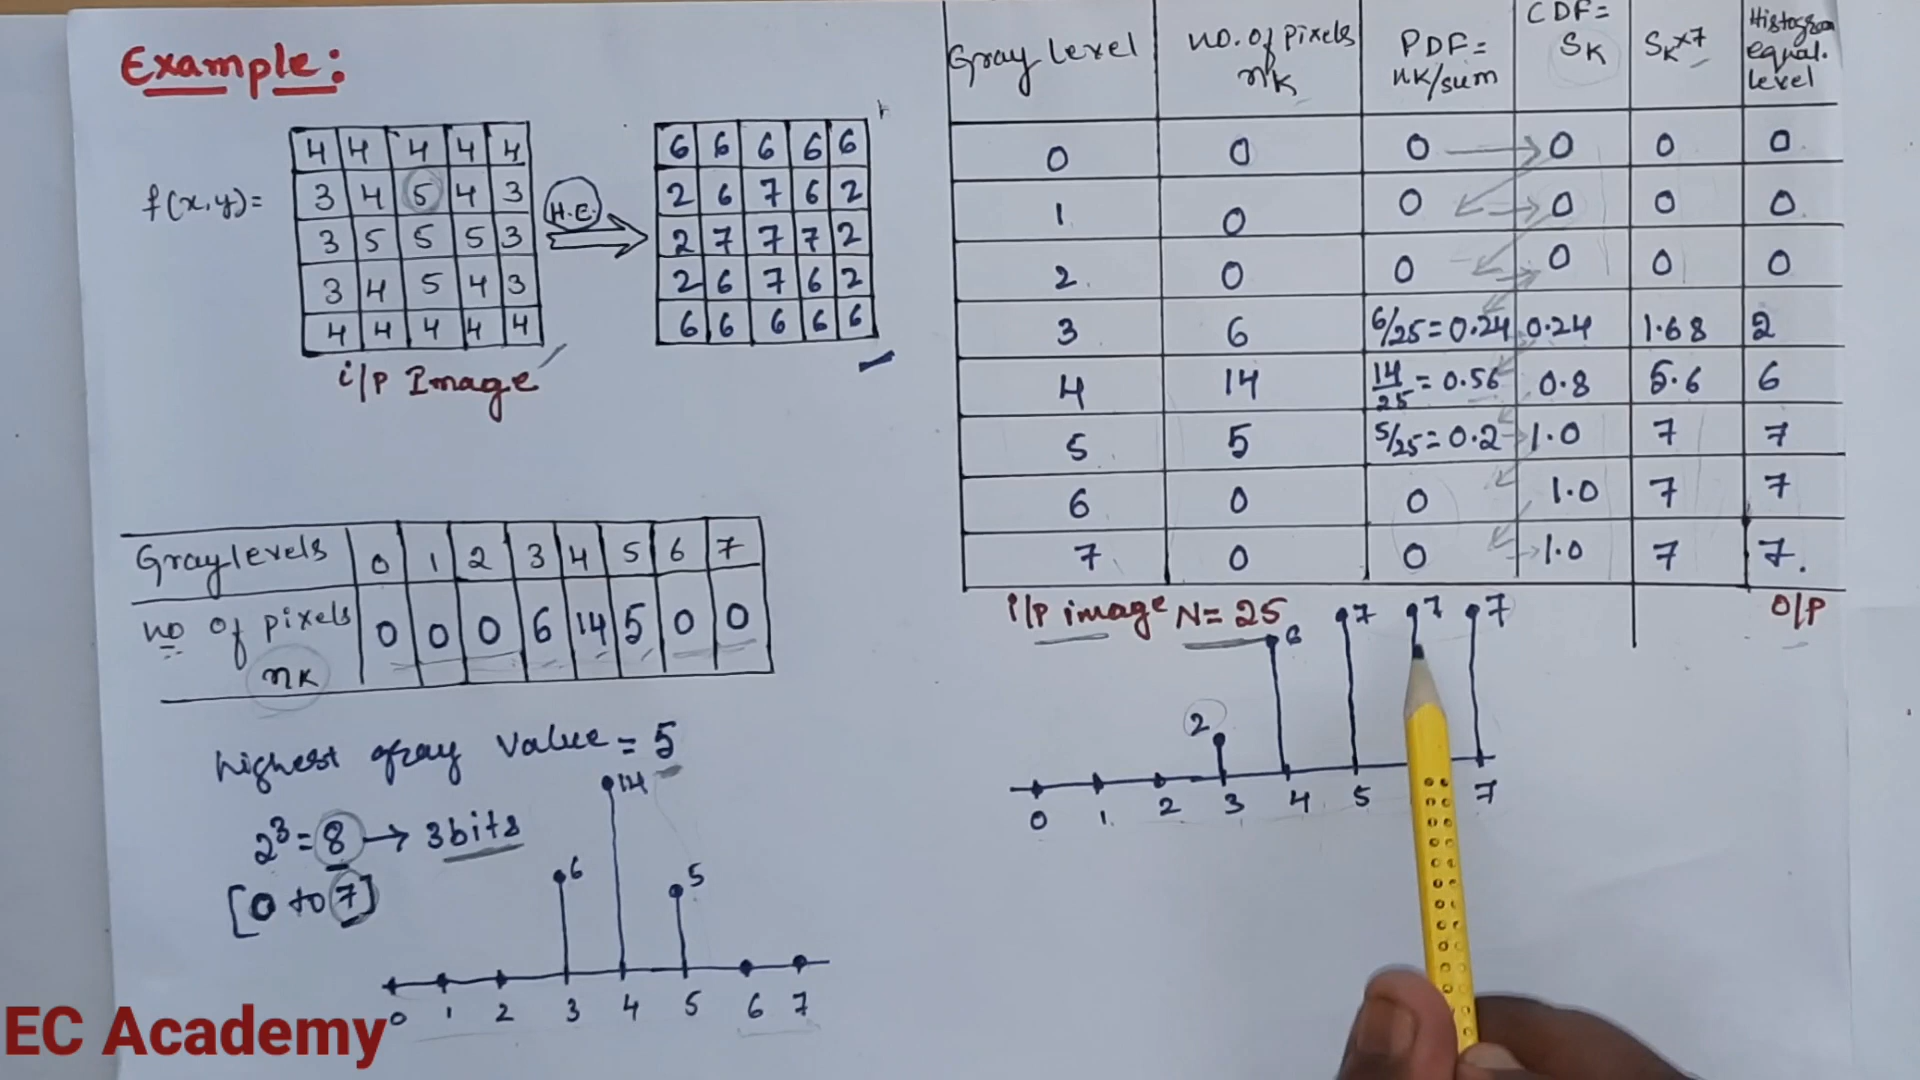 Example:
f(x,y)=
4 4 4 4 4
3 4 5 4 3
3 5 5 5 3
3 4 5 4 3
4 4 4 4 4
i/p Image
H.E.
6 6 6 6 6
2 6 7 6 2
2 7 7 7 2
2 6 7 6 2
6 6 6 6 6
Gray levels 0 1 2 3 4 5 6 7
no of pixels nK 0 0 0 6 14 5 0 0
highest gray value = 5
2³ = 8 → 3bits
[0 to 7]
6 14 5
0 1 2 3 4 5 6 7
Gray level no. of pixels nK PDF = nK/sum CDF = SK SK×7 Histogram equal. level
0 0 0 0 0 0
1 0 0 0 0 0
2 0 0 0 0 0
3 6 6/25 = 0.24 0.24 1.68 2
4 14 14/25 = 0.56 0.8 5.6 6
5 5 5/25 = 0.2 1.0 7 7
6 0 0 1.0 7 7
7 0 0 1.0 7 7.
i/p image N = 25 O/P
2 6 7 7 7
0 1 2 3 4 5 7
EC Academy